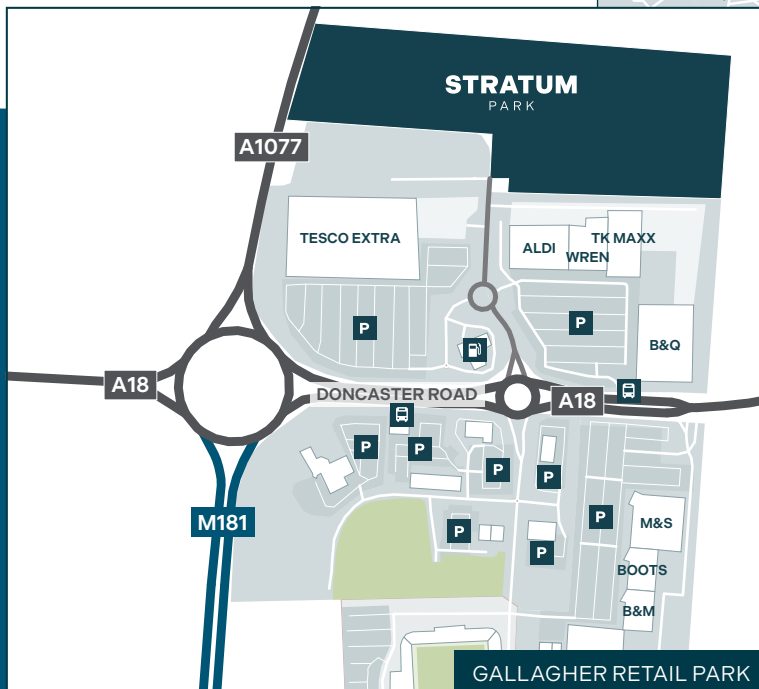 STRATUM
PARK
A1077
TESCO EXTRA
ALDI
WREN
TK MAXX
P
P
B&Q
A18
DONCASTER ROAD
A18
P
P
P
P
M181
P
P
P
M&S
BOOTS
B&M
GALLAGHER RETAIL PARK